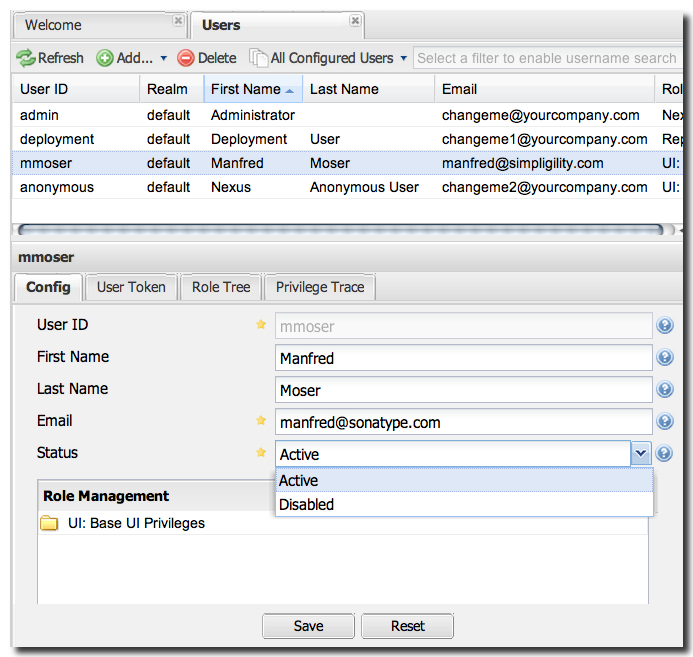 Welcome Users
Refresh Add... Delete All Configured Users Select a filter to enable username search
User ID Realm First Name Last Name Email Rol
admin default Administrator changeme@yourcompany.com Nex
deployment default Deployment User changeme1@yourcompany.com Rep
mmoser default Manfred Moser manfred@simpligility.com UI:
anonymous default Nexus Anonymous User changeme2@yourcompany.com UI:
mmoser
Config User Token Role Tree Privilege Trace
User ID mmoser
First Name Manfred
Last Name Moser
Email manfred@sonatype.com
Status Active
Active
Disabled
Role Management
UI: Base UI Privileges
Save Reset